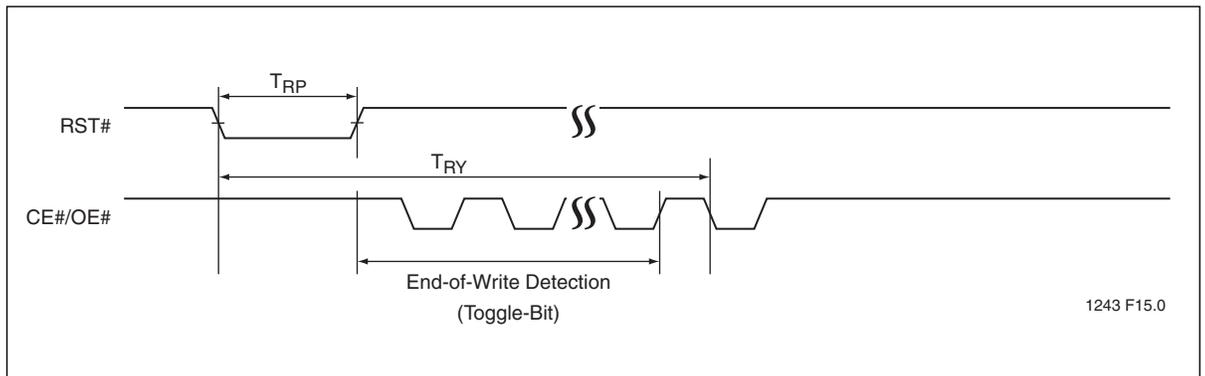 TRP
RST#
TRY
CE#/OE#
End-of-Write Detection
(Toggle-Bit)
1243 F15.0